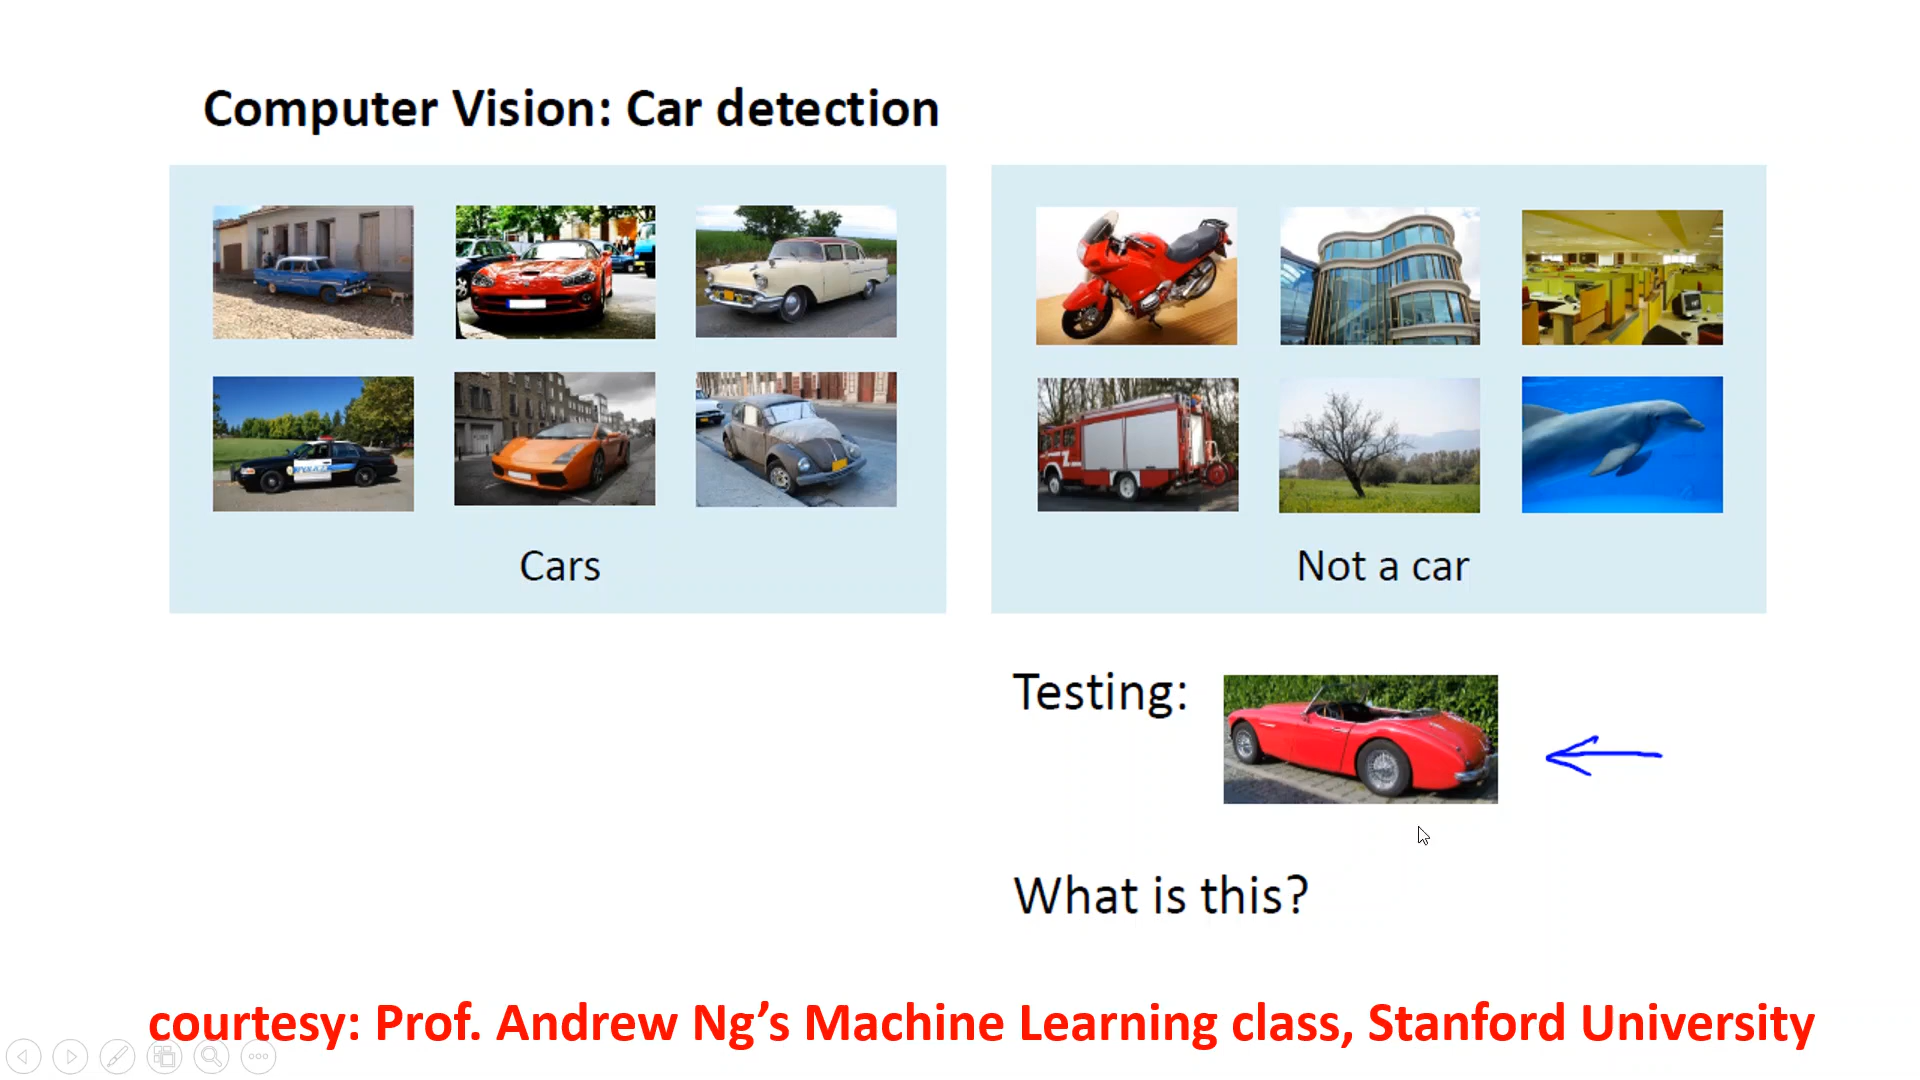 Computer Vision: Car detection
POLICE
Cars
Not a car
Testing:
What is this?
courtesy: Prof. Andrew Ng’s Machine Learning class, Stanford University